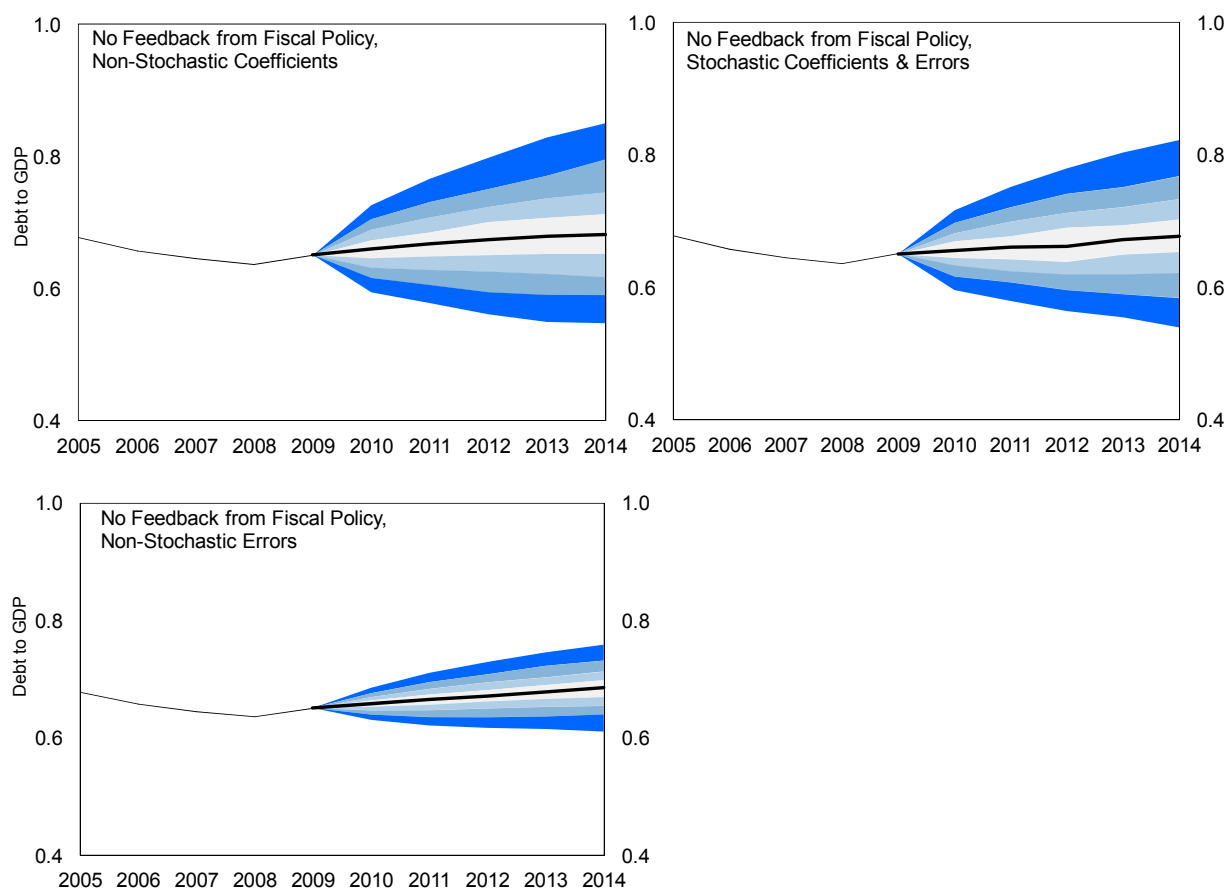 No Feedback from Fiscal Policy,
Non-Stochastic Coefficients
Debt to GDP
1.0
0.8
0.6
0.4
2005 2006 2007 2008 2009 2010 2011 2012 2013 2014
No Feedback from Fiscal Policy,
Stochastic Coefficients & Errors
1.0 1.0
0.8 0.8
0.6 0.6
0.4 0.4
2005 2006 2007 2008 2009 2010 2011 2012 2013 2014
No Feedback from Fiscal Policy,
Non-Stochastic Errors
Debt to GDP
1.0 1.0
0.8 0.8
0.6 0.6
0.4 0.4
2005 2006 2007 2008 2009 2010 2011 2012 2013 2014